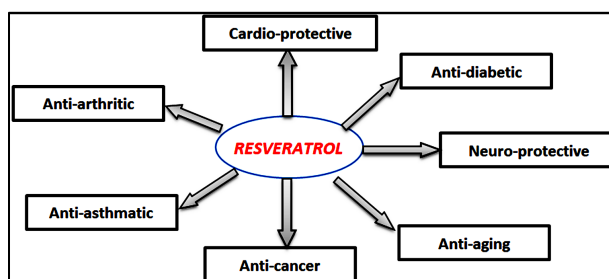 Cardio-protective
Anti-diabetic
Anti-arthritic
RESVERATROL
Neuro-protective
Anti-asthmatic
Anti-aging
Anti-cancer